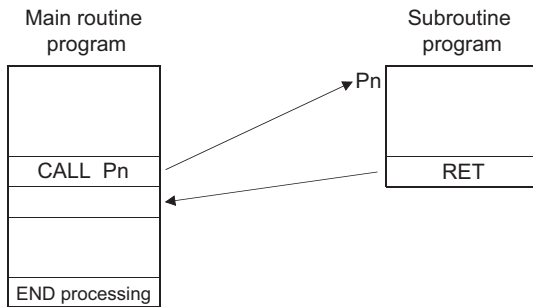 Main routine
program
Subroutine
program
Pn
CALL Pn
RET
END processing